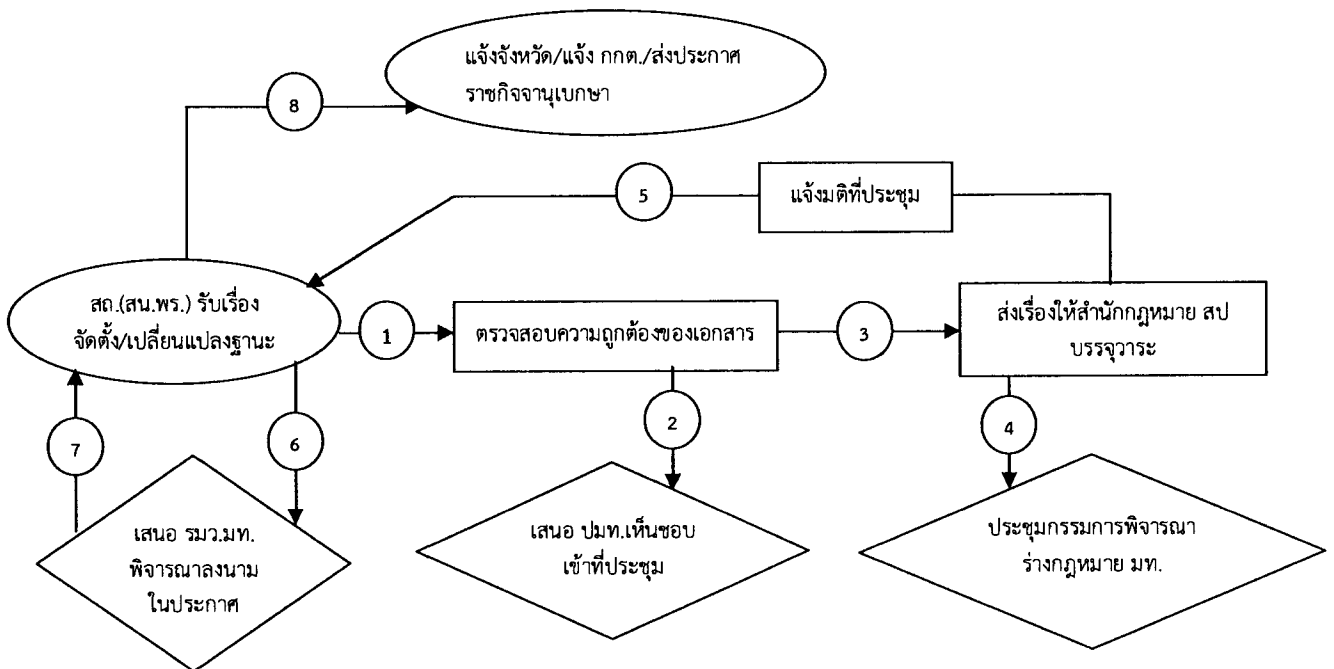 แจ้งจังหวัด/แจ้ง กกต./ส่งประกาศ
ราชกิจจานุเบกษา
8
5
แจ้งมติที่ประชุม
สถ.(สน.พร.) รับเรื่อง
จัดตั้ง/เปลี่ยนแปลงฐานะ
1
ตรวจสอบความถูกต้องของเอกสาร
3
ส่งเรื่องให้สำนักกฎหมาย สป
บรรจุวาระ
7
6
2
4
เสนอ รมว.มท.
พิจารณาลงนาม
ในประกาศ
เสนอ ปมท.เห็นชอบ
เข้าที่ประชุม
ประชุมกรรมการพิจารณา
ร่างกฎหมาย มท.